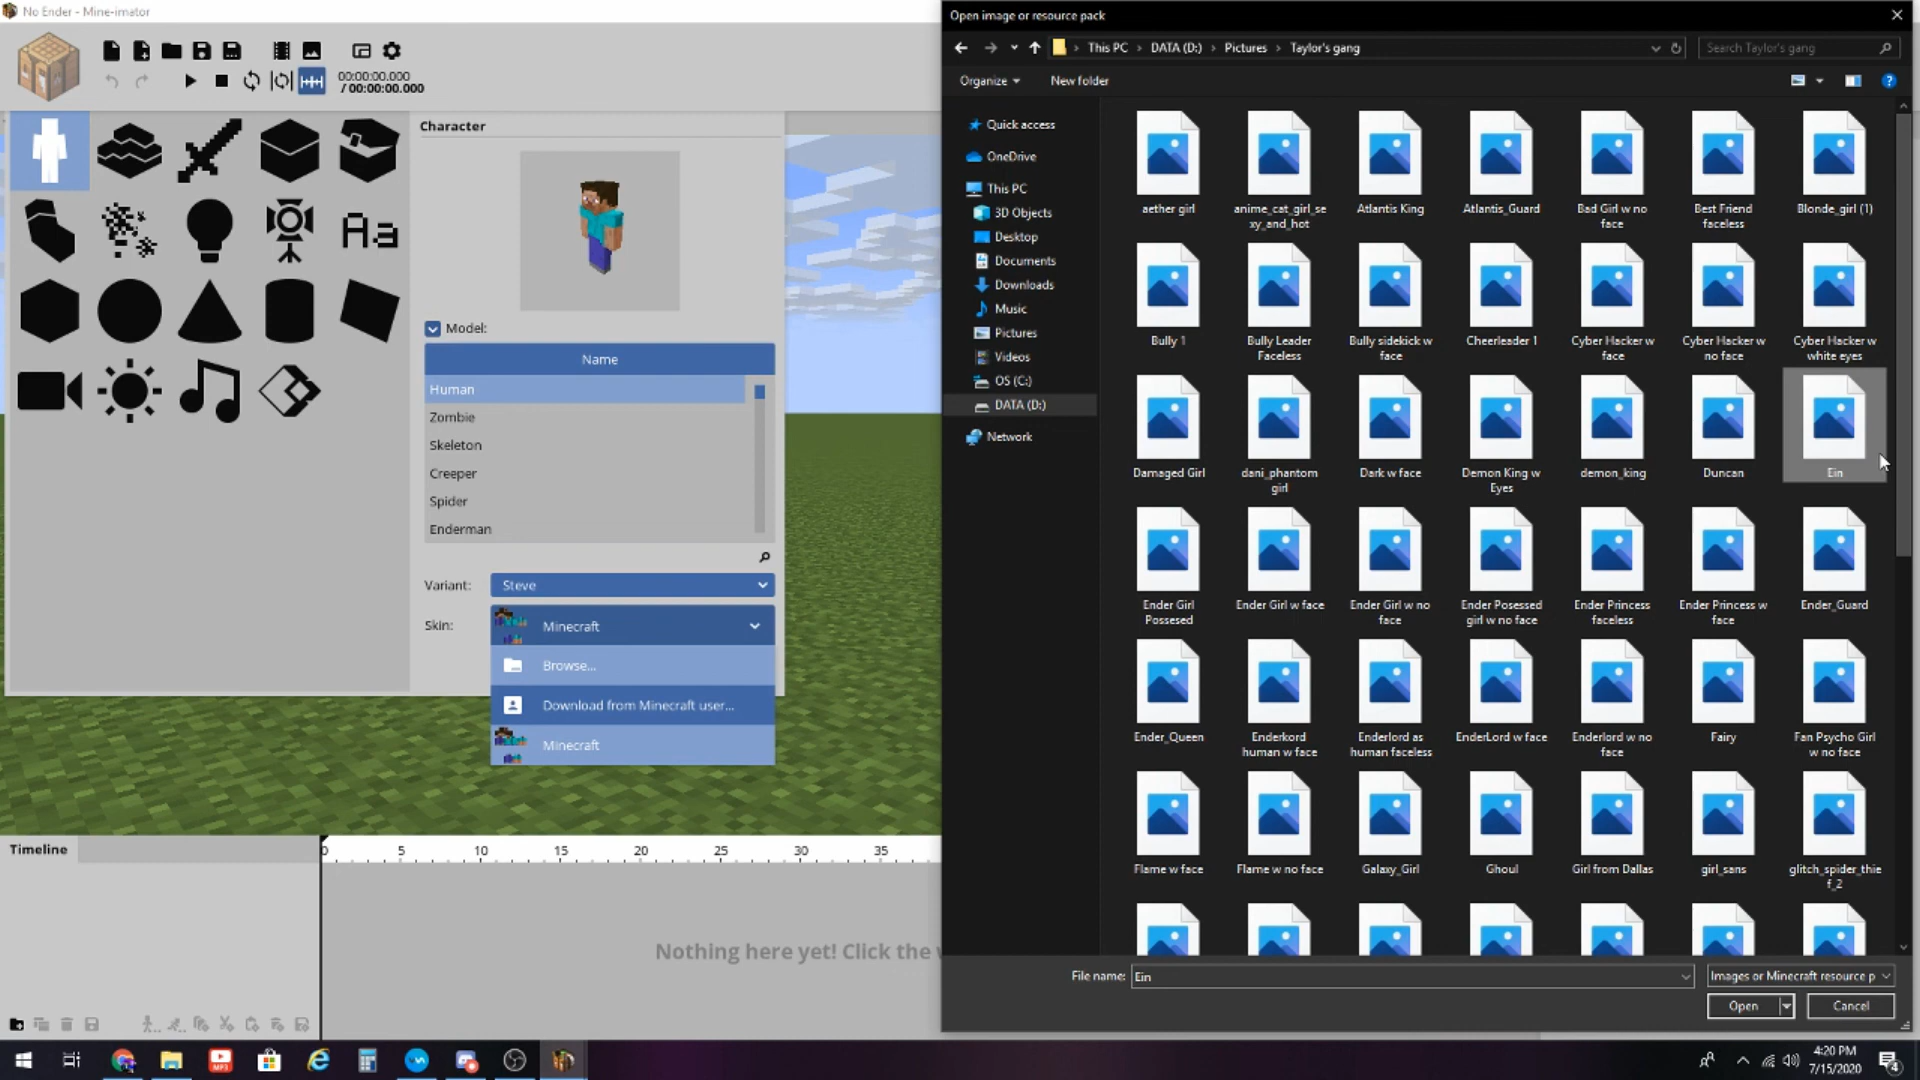 No Ender - Mine-imator
00:00:00.000
/ 00:00:00.000
Aa
Character
Model:
Name
Human
Zombie
Skeleton
Creeper
Spider
Enderman
Variant:
Steve
Skin:
Minecraft
Browse...
Download from Minecraft user...
Minecraft
Timeline
0 5 10 15 20 25 30 35
Nothing here yet! Click the
Open image or resource pack
This PC
DATA (D:)
Pictures
Taylor's gang
Search Taylor's gang
Organize
New folder
Quick access
OneDrive
This PC
3D Objects
Desktop
Documents
Downloads
Music
Pictures
Videos
OS (C:)
DATA (D:)
Network
aether girl
anime_cat_girl_se
xy_and_hot
Atlantis King
Atlantis_Guard
Bad Girl w no
face
Best Friend
faceless
Blonde_girl (1)
Bully 1
Bully Leader
Faceless
Bully sidekick w
face
Cheerleader 1
Cyber Hacker w
face
Cyber Hacker w
no face
Cyber Hacker w
white eyes
Damaged Girl
dani_phantom
girl
Dark w face
Demon King w
Eyes
demon_king
Duncan
Ein
Ender Girl
Possesed
Ender Girl w face
Ender Girl w no
face
Ender Posessed
girl w no face
Ender Princess
faceless
Ender Princess w
face
Ender_Guard
Ender_Queen
Enderkord
human w face
Enderlord as
human faceless
EnderLord w face
Enderlord w no
face
Fairy
Fan Psycho Girl
w no face
Flame w face
Flame w no face
Galaxy_Girl
Ghoul
Girl from Dallas
girl_sans
glitch_spider_thie
f_2
File name:
Ein
Images or Minecraft resource p
Open
Cancel
MP3
4:20 PM
7/15/2020
4